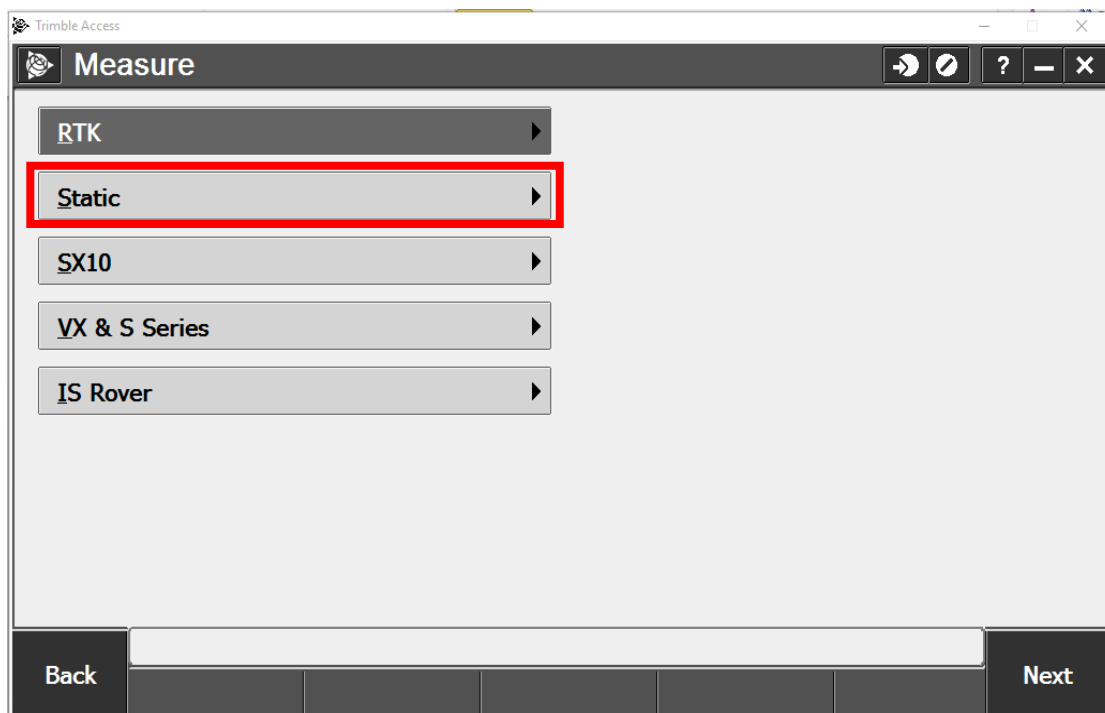 Trimble Access
Measure
?
RTK
Static
SX10
VX & S Series
IS Rover
Back
Next